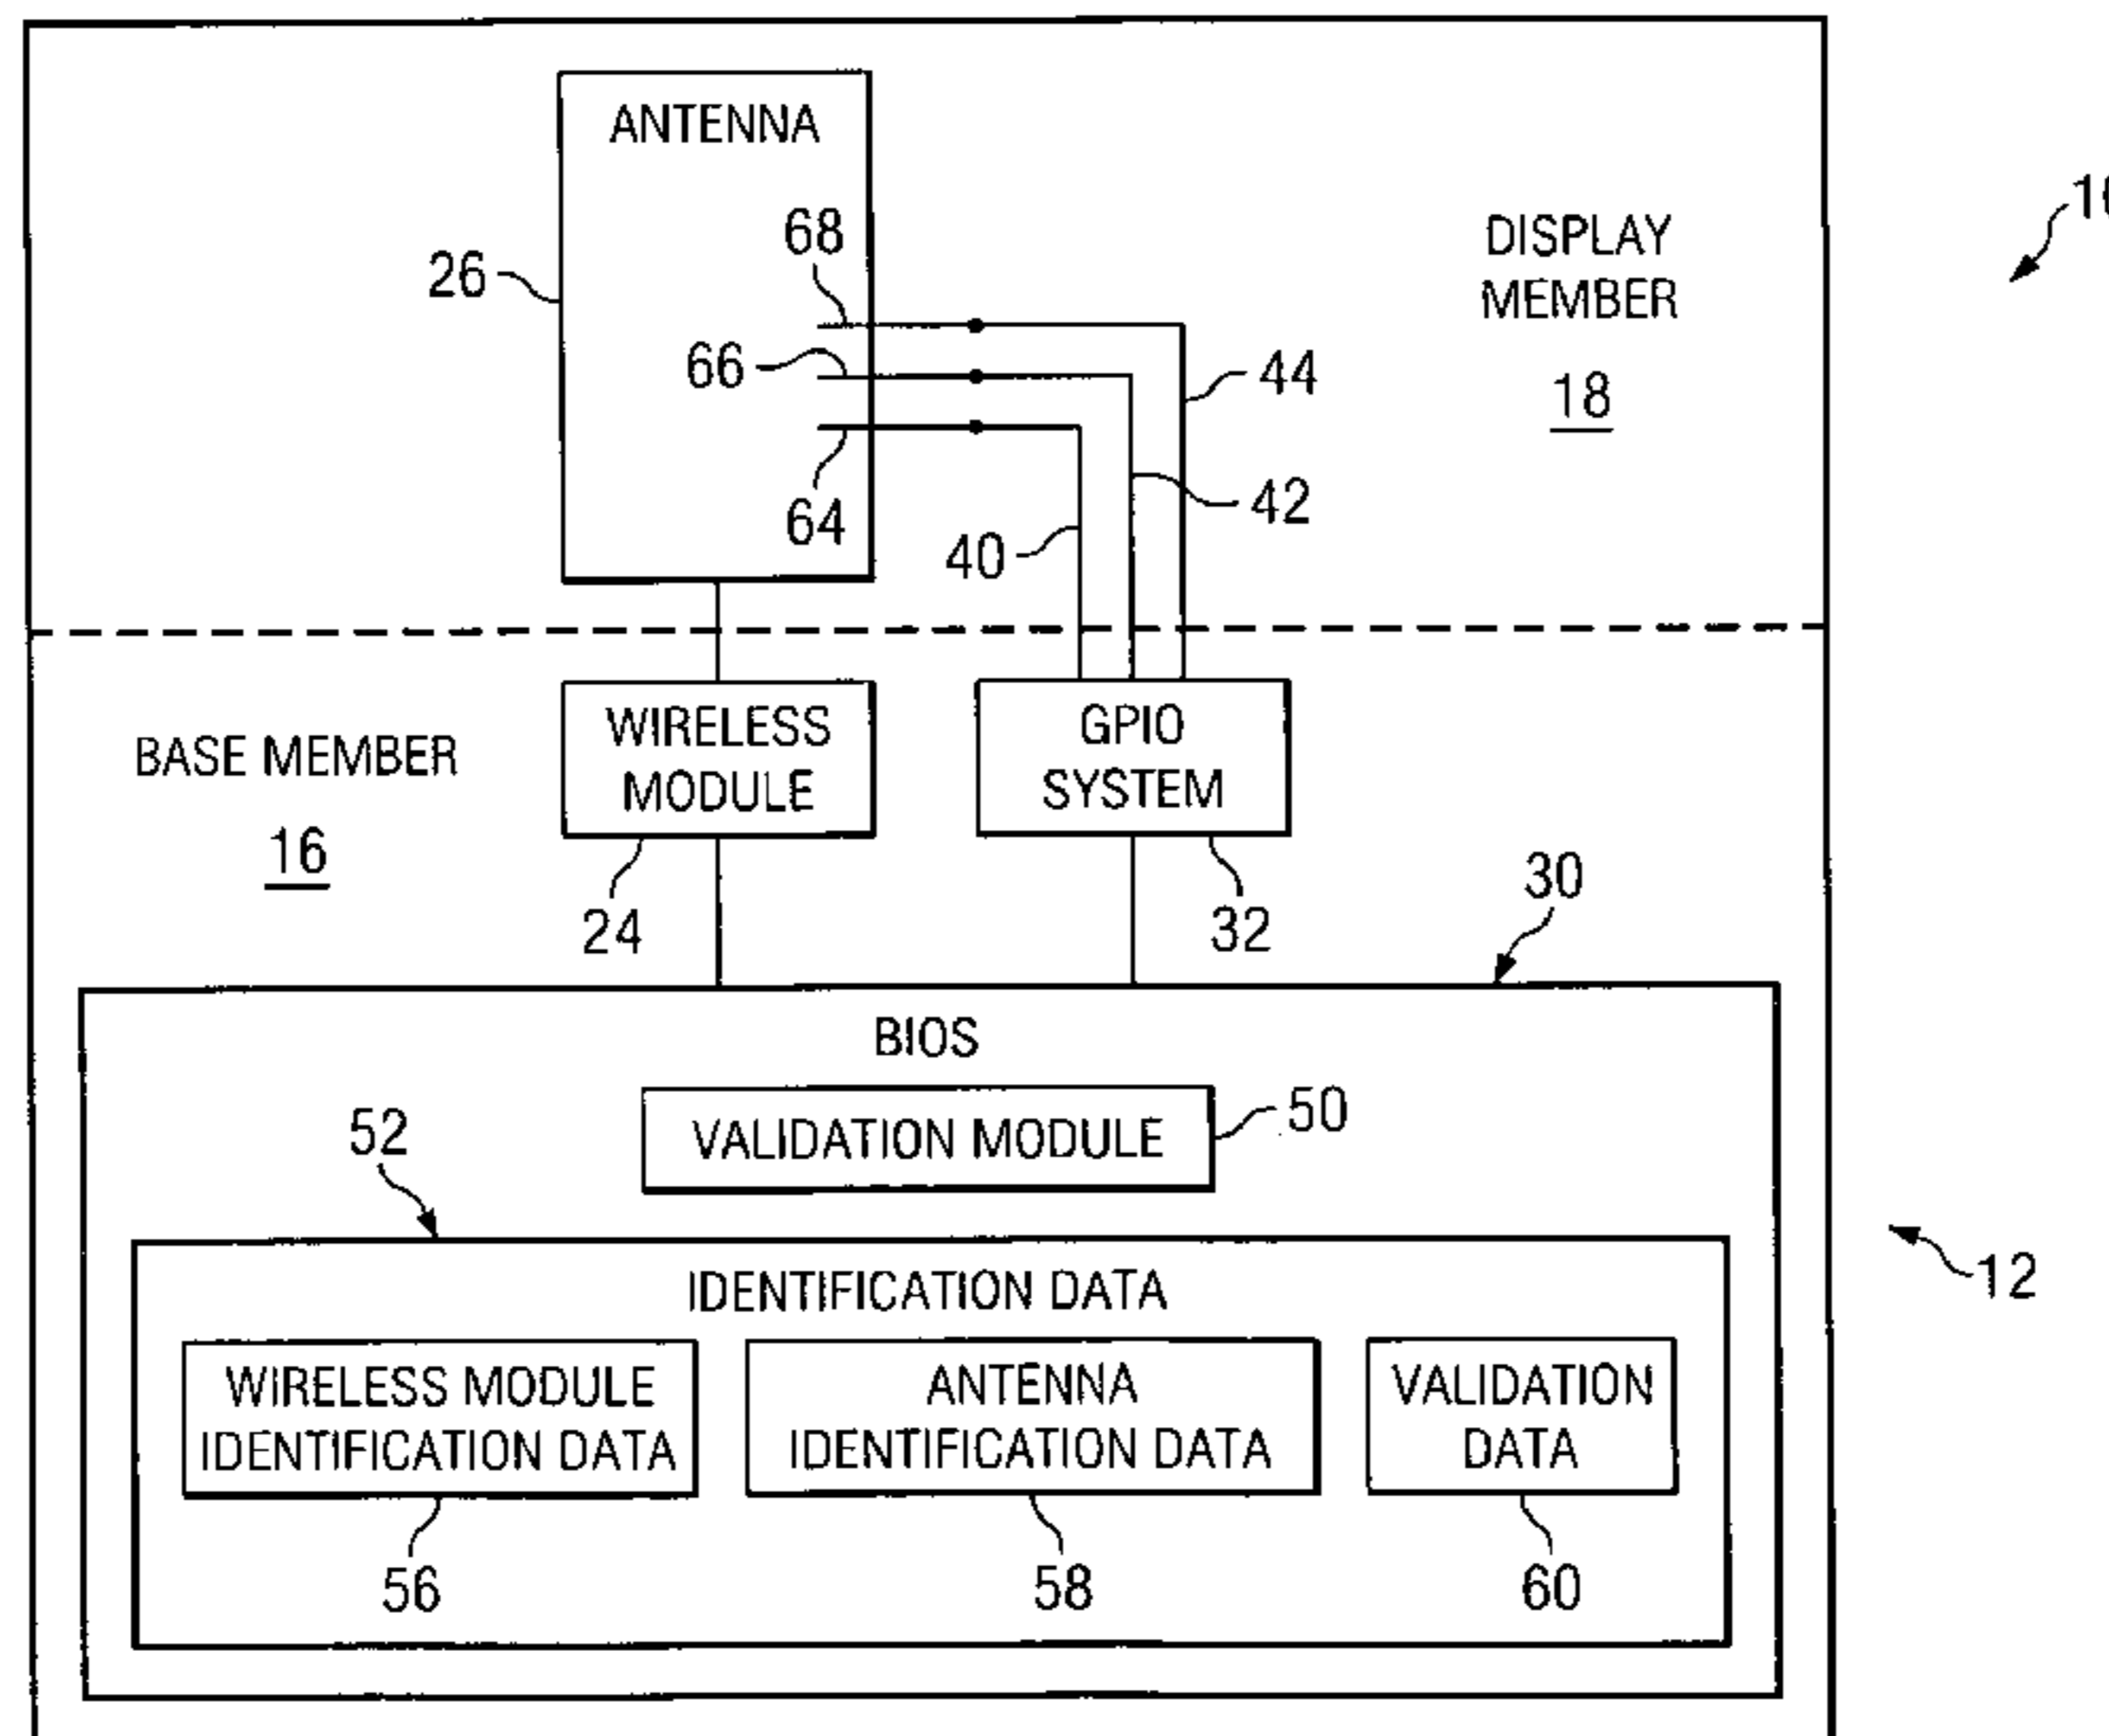 ANTENNA
68
26
66
64
44
42
40
DISPLAY
MEMBER
18
BASE MEMBER
16
WIRELESS
MODULE
24
GPIO
SYSTEM
32
30
BIOS
VALIDATION MODULE
50
52
IDENTIFICATION DATA
12
WIRELESS MODULE
IDENTIFICATION DATA
56
ANTENNA
IDENTIFICATION DATA
58
VALIDATION
DATA
60